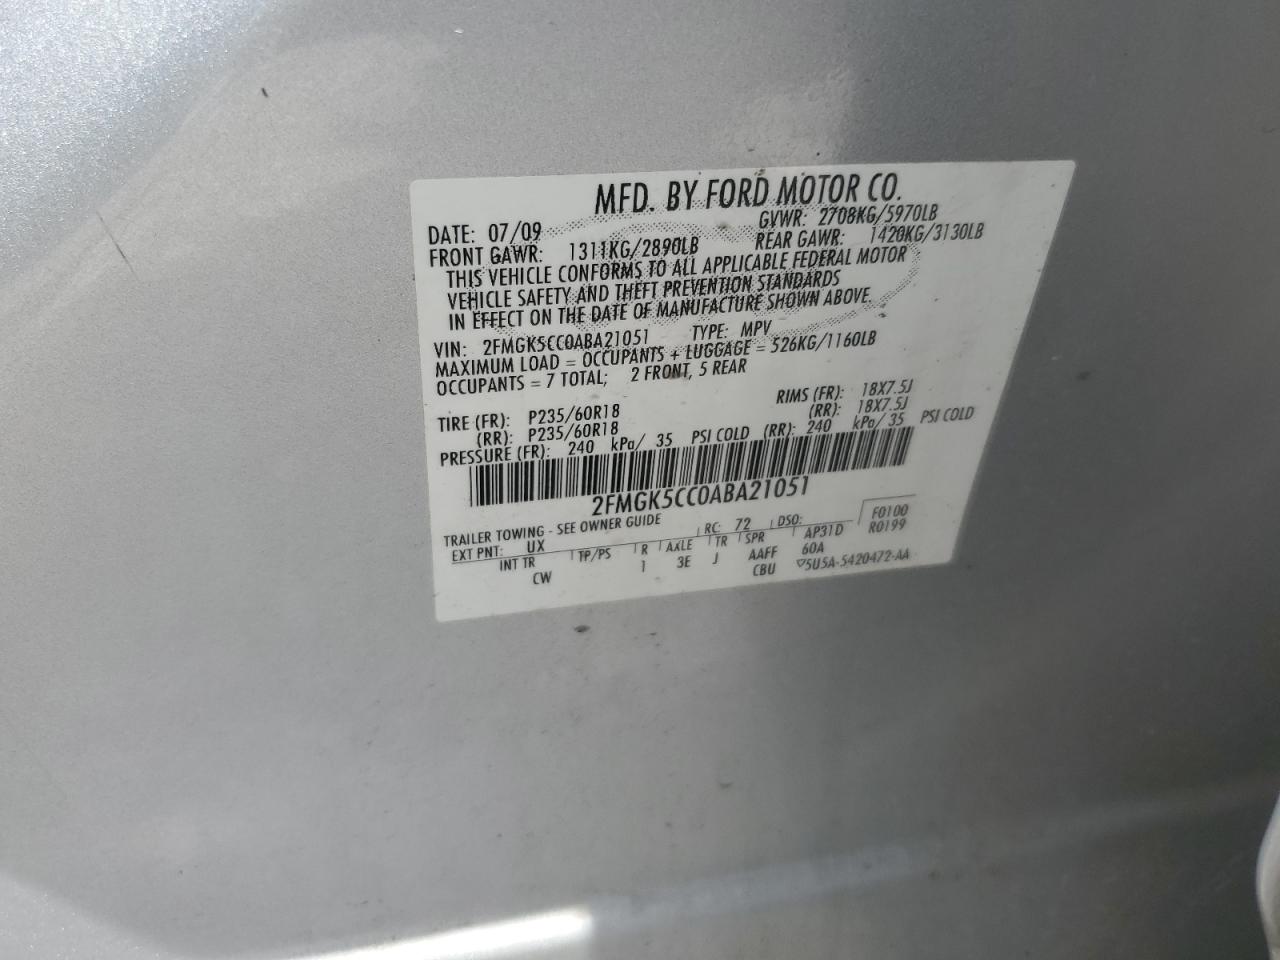 MFD. BY FORD MOTOR CO.
DATE: 07/09 GVWR: 2708KG/5970LB
FRONT GAWR: 1311KG/2890LB REAR GAWR: 1420KG/3130LB
THIS VEHICLE CONFORMS TO ALL APPLICABLE FEDERAL MOTOR
VEHICLE SAFETY AND THEFT PREVENTION STANDARDS
IN EFFECT ON THE DATE OF MANUFACTURE SHOWN ABOVE.
VIN: 2FMGK5CC0ABA21051 TYPE: MPV
MAXIMUM LOAD = OCCUPANTS + LUGGAGE = 526KG/1160LB
OCCUPANTS = 7 TOTAL; 2 FRONT, 5 REAR
TIRE (FR): P235/60R18 RIMS (FR): 18X7.5J
(RR): P235/60R18 (RR): 18X7.5J
PRESSURE (FR): 240 kPa/ 35 PSI COLD (RR): 240 kPa/ 35 PSI COLD
2FMGK5CC0ABA21051
TRAILER TOWING - SEE OWNER GUIDE RC: 72 DSO: F0100
EXT PNT: UX AP31D R0199
INT TR TP/PS R AXLE TR SPR 60A
CW 1 3E J AAFF
CBU ▽5U5A-5420472-AA